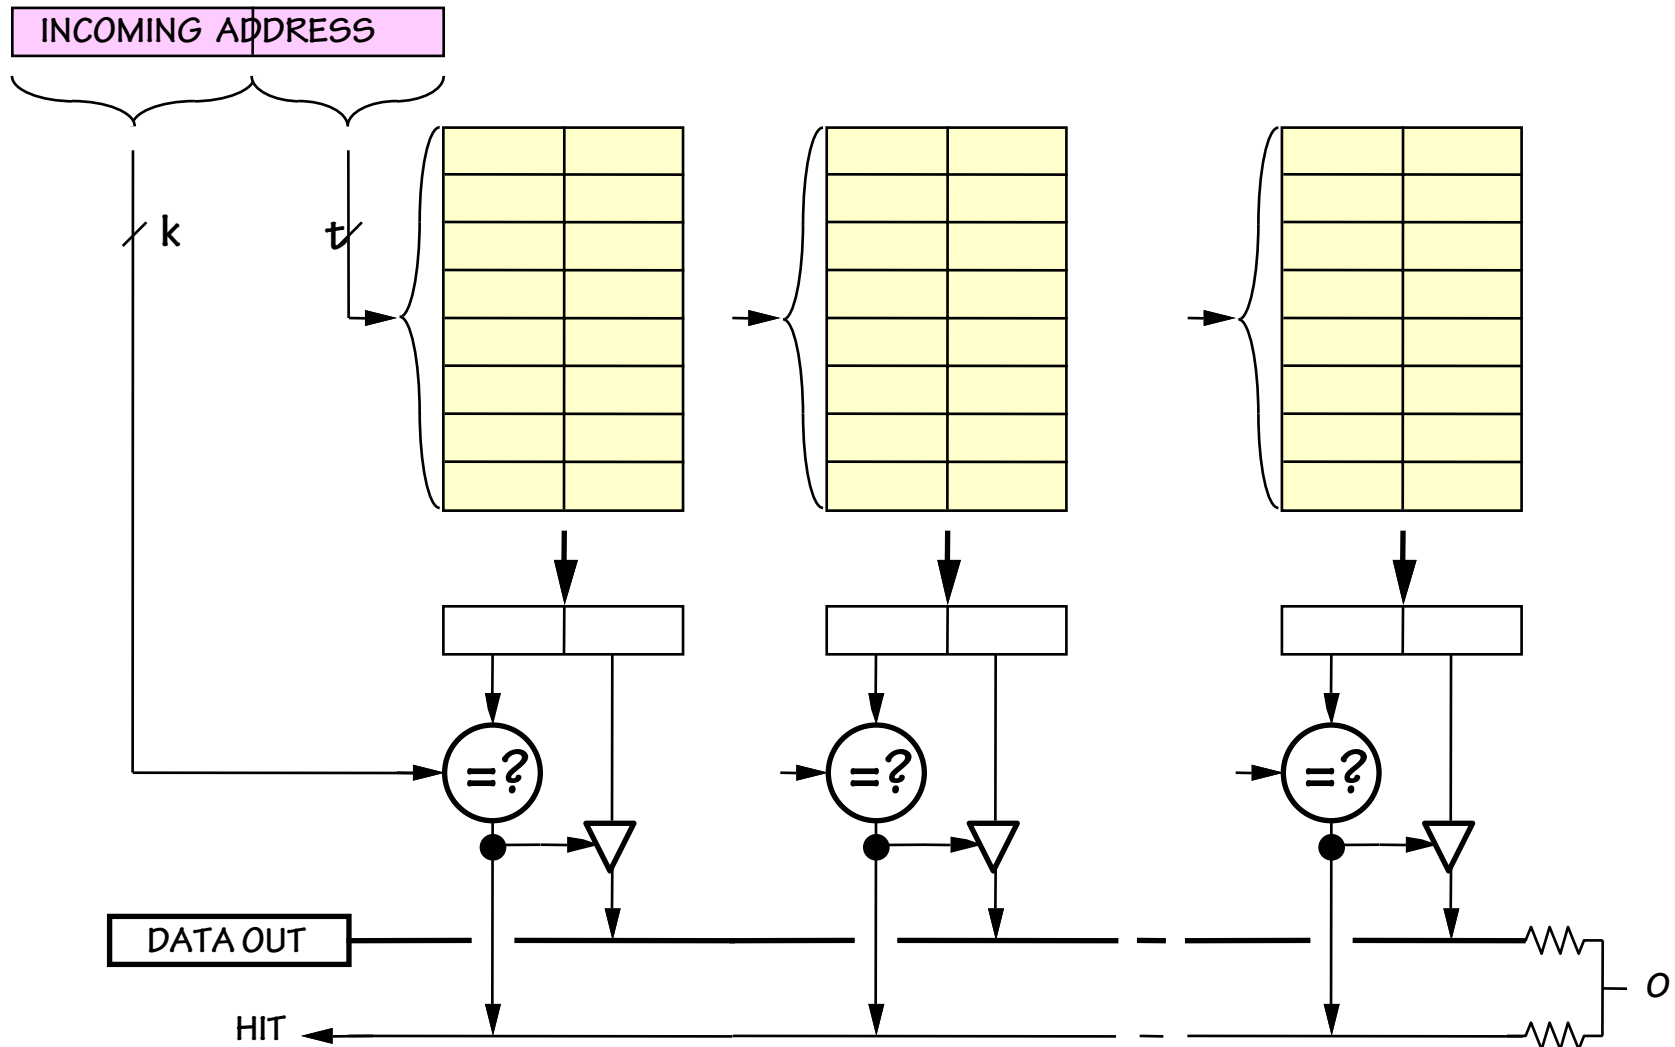 INCOMING ADDRESS
k
t
=? =? =?
DATA OUT
O
HIT